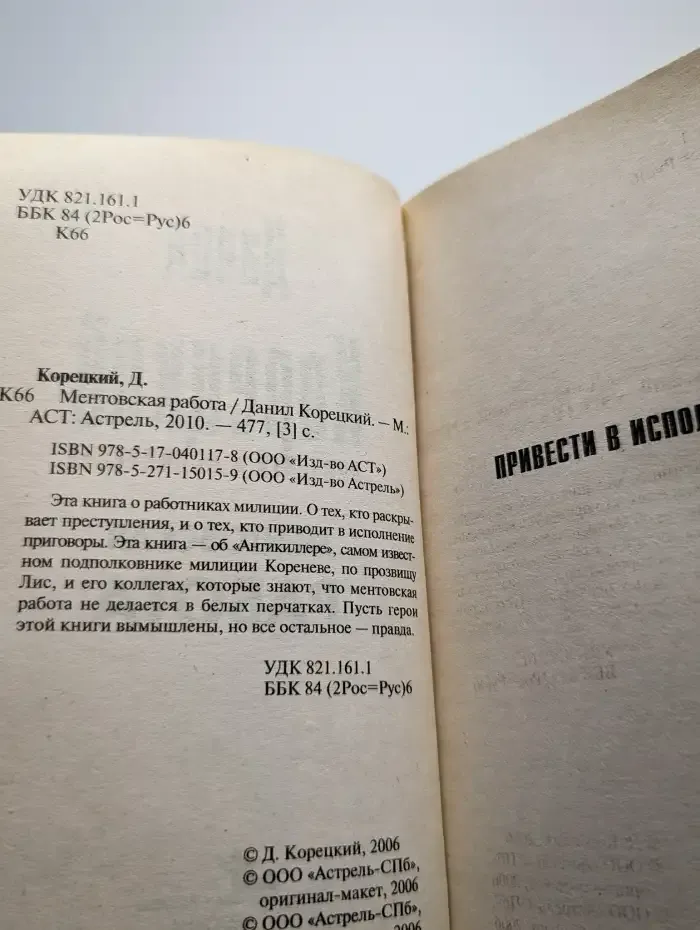 УДК 821.161.1
ББК 84 (2Рос=Рус)6
К66
Корецкий, Д.
К66 Ментовская работа / Данил Корецкий. — М.:
АСТ: Астрель, 2010. — 477, [3] с.
ISBN 978-5-17-040117-8 (ООО «Изд-во АСТ»)
ISBN 978-5-271-15015-9 (ООО «Изд-во Астрель»)
Эта книга о работниках милиции. О тех, кто раскры-
вает преступления, и о тех, кто приводит в исполнение
приговоры. Эта книга — об «Антикиллере», самом извест-
ном подполковнике милиции Кореневе, по прозвищу
Лис, и его коллегах, которые знают, что ментовская
работа не делается в белых перчатках. Пусть герои
этой книги вымышлены, но все остальное — правда.
УДК 821.161.1
ББК 84 (2Рос=Рус)6
© Д. Корецкий, 2006
© ООО «Астрель-СПб»,
оригинал-макет, 2006
© ООО «Астрель-СПб»,
2006
ПРИВЕСТИ В ИСПОЛ